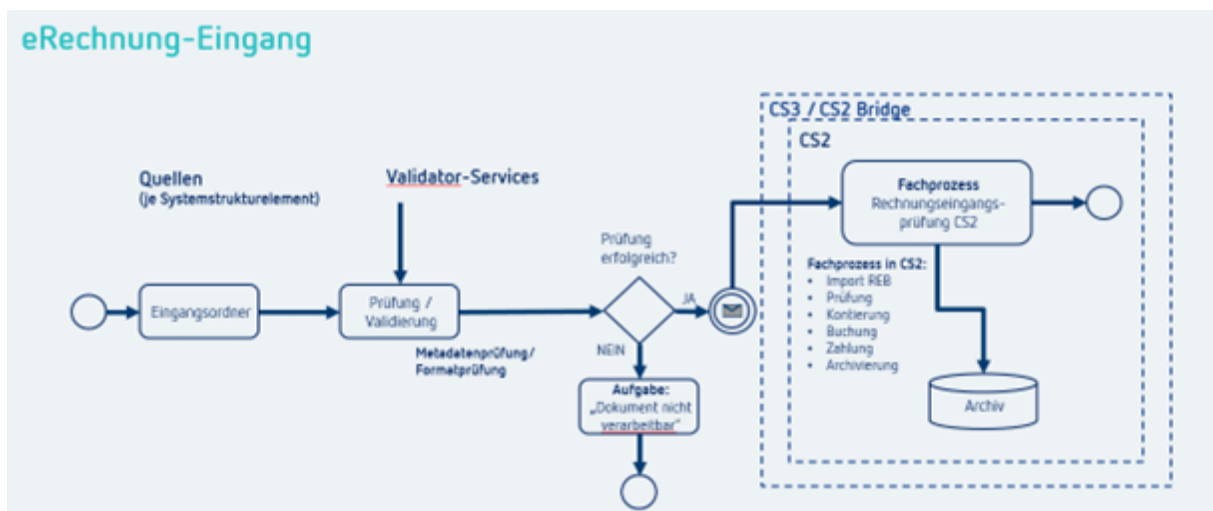 eRechnung-Eingang
Quellen
(je Systemstrukturelement)
Validator-Services
Eingangsordner
Prüfung /
Validierung
Metadatenprüfung/
Formatprüfung
Prüfung
erfolgreich?
JA
NEIN
Aufgabe:
„Dokument nicht
verarbeitbar“
CS3 / CS2 Bridge
CS2
Fachprozess
Rechnungseingangs-
prüfung CS2
Fachprozess in CS2:
• Import REB
• Prüfung
• Kontierung
• Buchung
• Zahlung
• Archivierung
Archiv